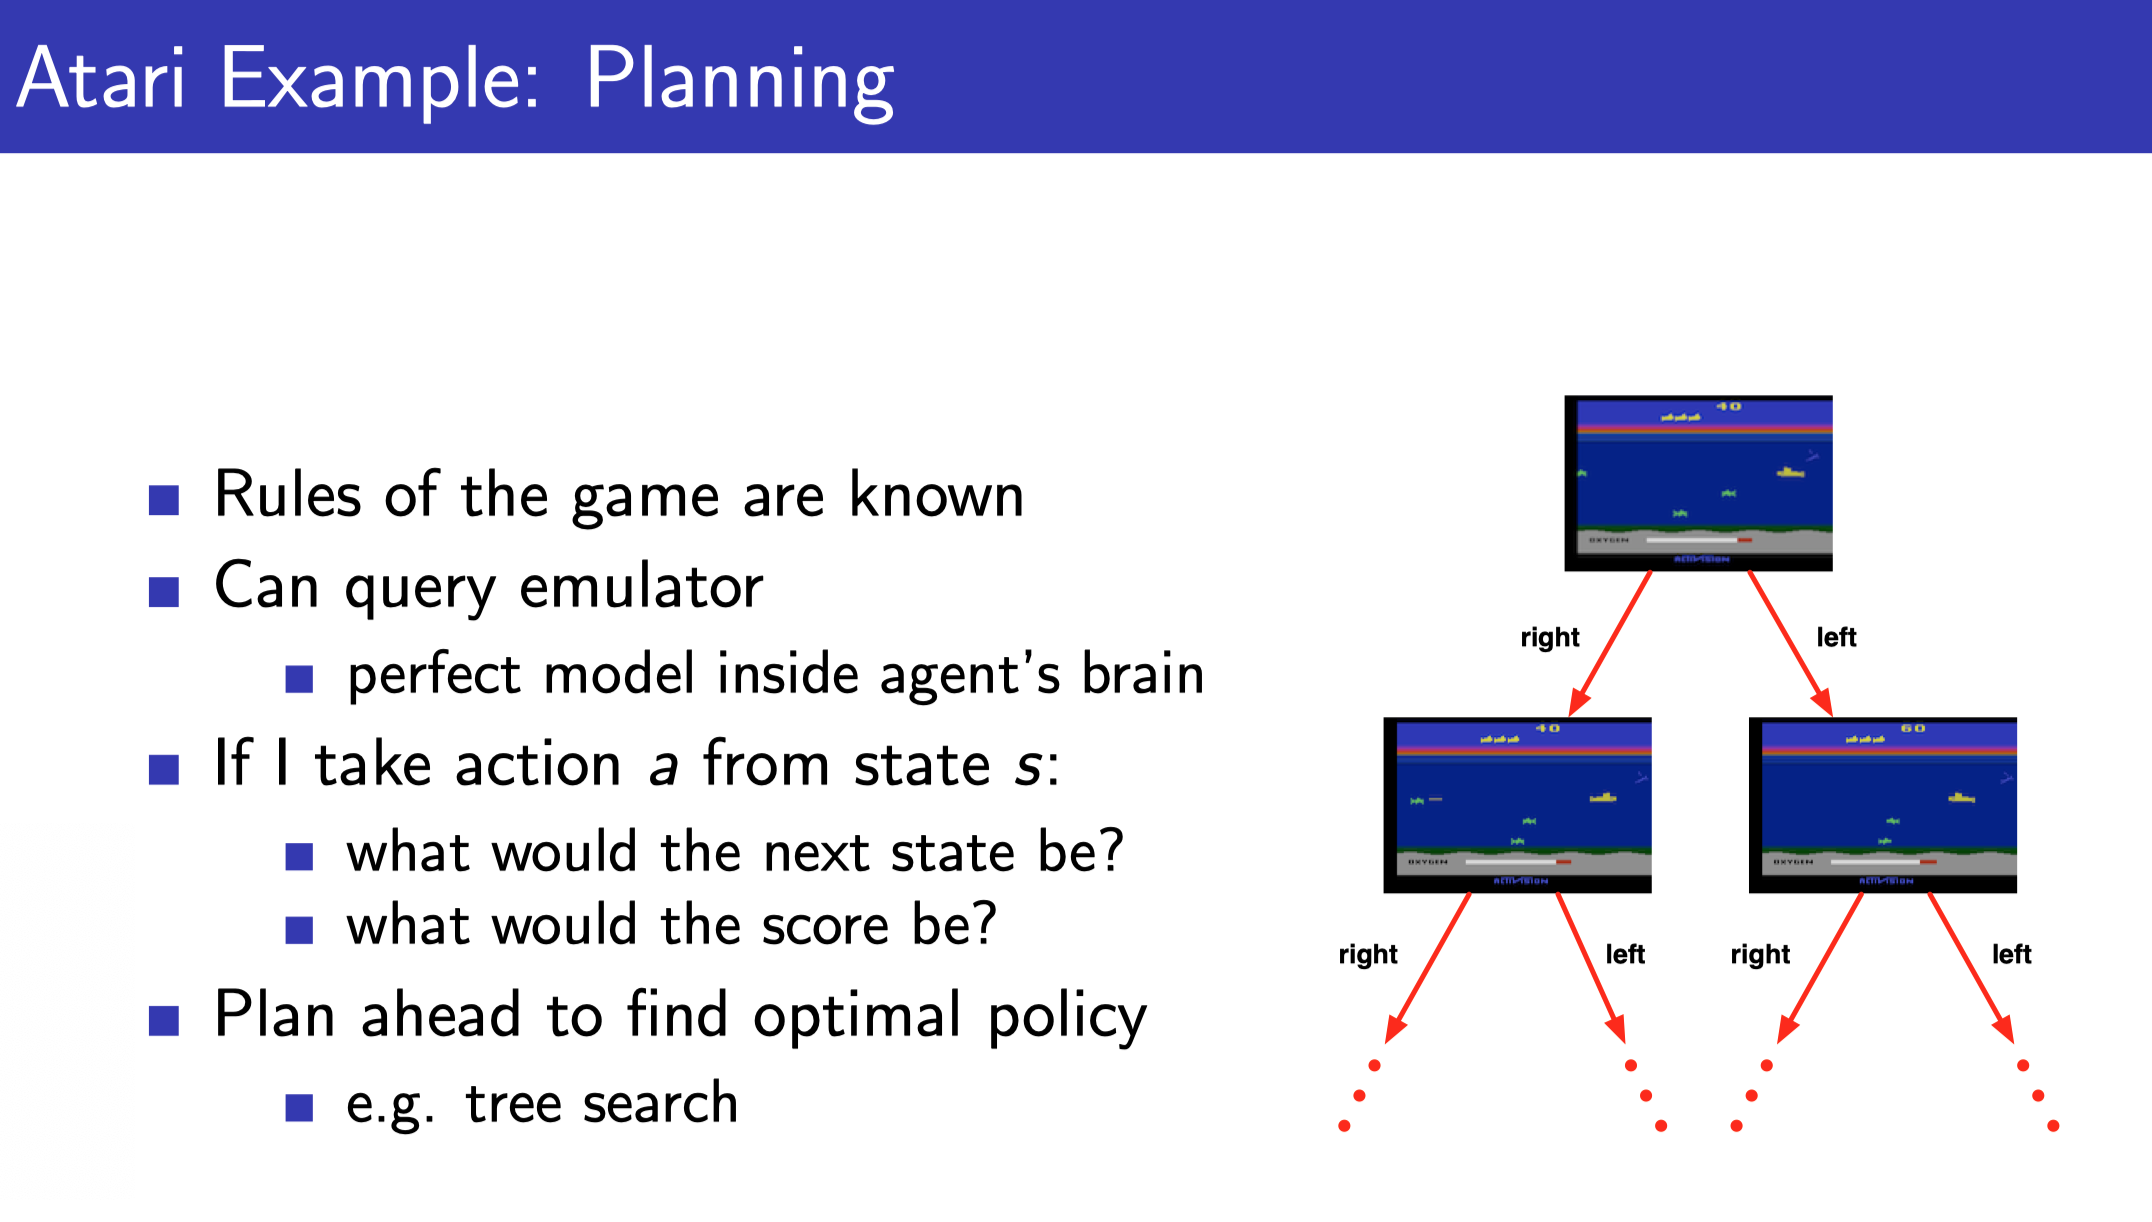 Atari Example: Planning
Rules of the game are known
Can query emulator
perfect model inside agent's brain
If I take action a from state s:
what would the next state be?
what would the score be?
Plan ahead to find optimal policy
e.g. tree search
40
OXYGEN
ACTIVISION
right
left
40
OXYGEN
ACTIVISION
60
OXYGEN
ACTIVISION
right
left
right
left